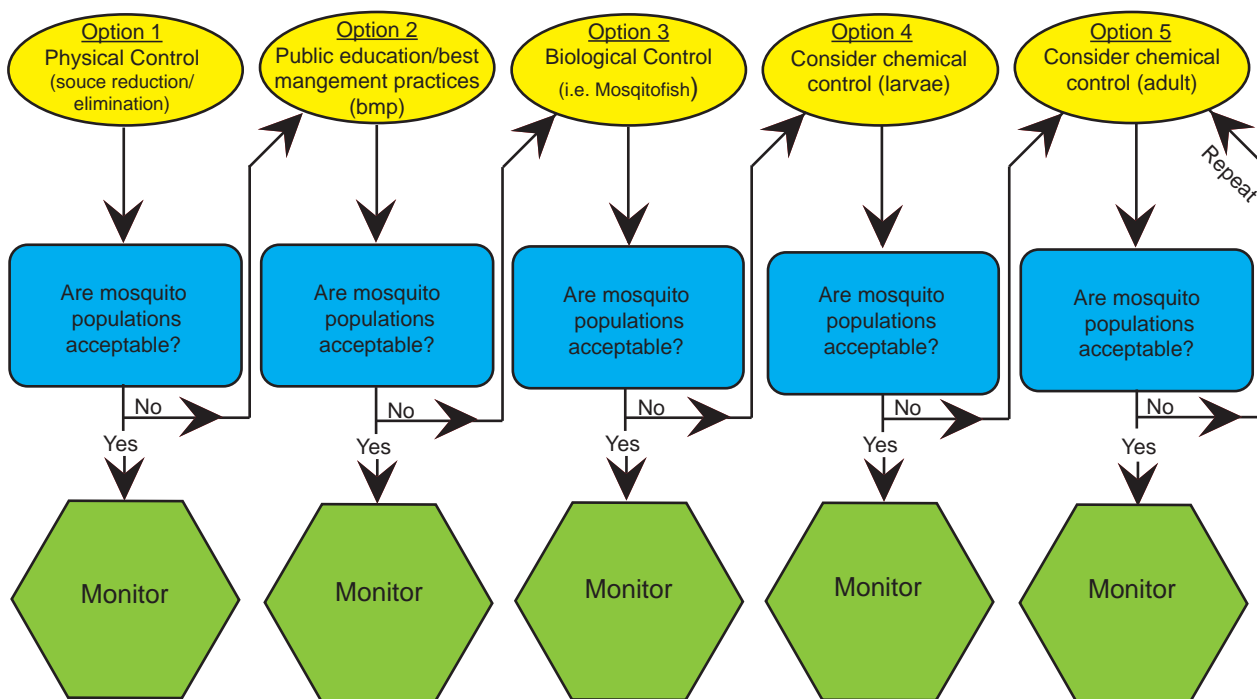 Option 1
Physical Control
(souce reduction/
elimination)
Option 2
Public education/best
mangement practices
(bmp)
Option 3
Biological Control
(i.e. Mosqitofish)
Option 4
Consider chemical
control (larvae)
Option 5
Consider chemical
control (adult)
Repeat
Are mosquito
populations
acceptable?
Are mosquito
populations
acceptable?
Are mosquito
populations
acceptable?
Are mosquito
populations
acceptable?
Are mosquito
populations
acceptable?
No
No
No
No
No
Yes
Yes
Yes
Yes
Yes
Monitor
Monitor
Monitor
Monitor
Monitor